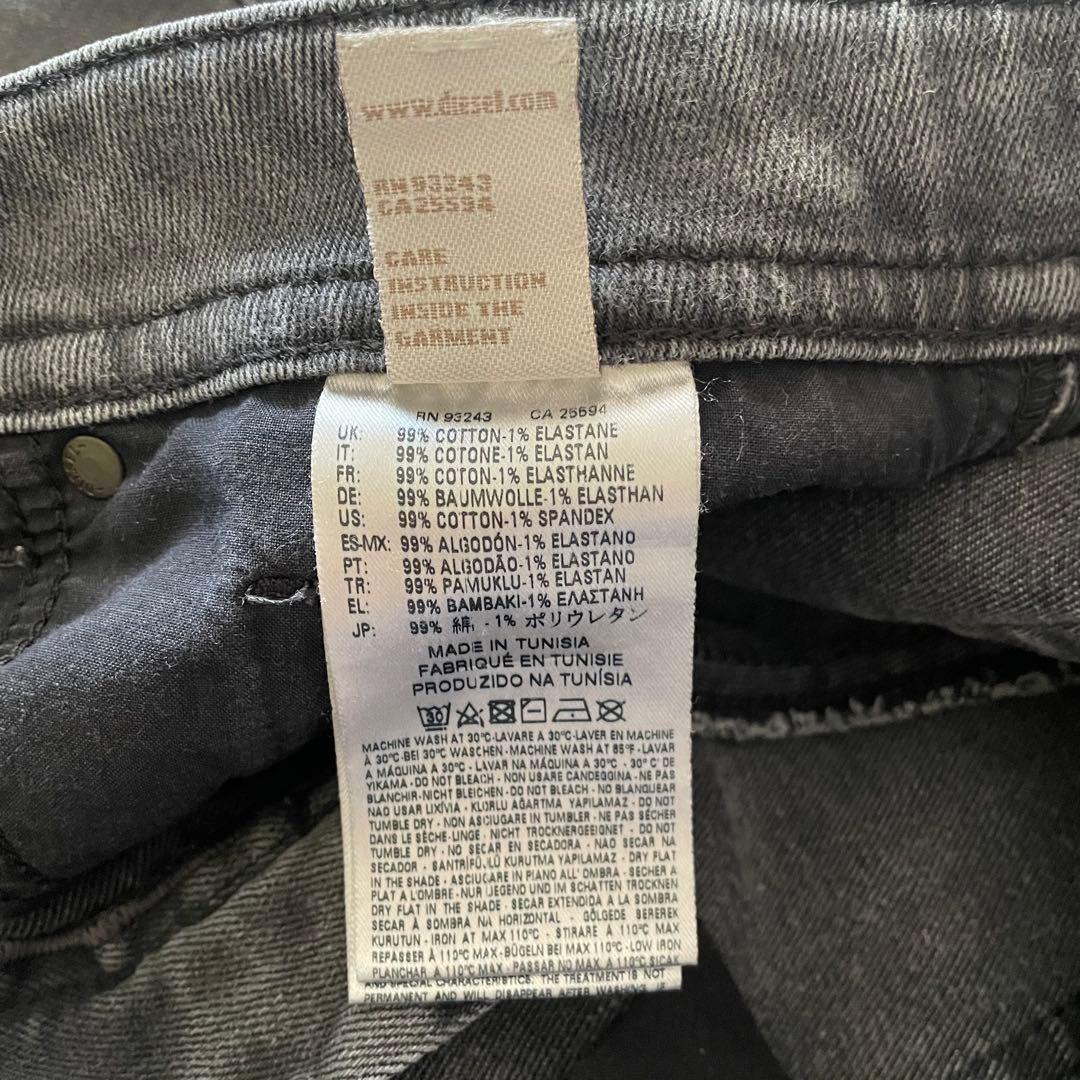 www.diesel.com
RN 93243
CA 25594
CARE
INSTRUCTION
INSIDE THE
GARMENT
RN 93243 CA 25594
UK: 99% COTTON-1% ELASTANE
IT: 99% COTONE-1% ELASTAN
FR: 99% COTON-1% ELASTHANNE
DE: 99% BAUMWOLLE-1% ELASTHAN
US: 99% COTTON-1% SPANDEX
ES-MX: 99% ALGODÓN-1% ELASTANO
PT: 99% ALGODÃO-1% ELASTANO
TR: 99% PAMUKLU-1% ELASTAN
EL: 99% BAMBAKI-1% ΕΛΑΣΤΑΝΗ
JP: 99% 綿 - 1% ポリウレタン
MADE IN TUNISIA
FABRIQUÉ EN TUNISIE
PRODUZIDO NA TUNÍSIA
30
MACHINE WASH AT 30°C-LAVARE A 30°C-LAVER EN MACHINE
À 30°C-BEI 30°C WASCHEN-MACHINE WASH AT 85°F-LAVAR
A MÁQUINA A 30°C - LAVAR NA MÁQUINA A 30°C - 30° C' DE
YIKAMA-DO NOT BLEACH - NON USARE CANDEGGINA-NE PAS
BLANCHIR-NICHT BLEICHEN-DO NOT BLEACH - NO BLANQUEAR
NAO USAR LIXÍVIA - KLORLU AĞARTMA YAPILAMAZ - DO NOT
TUMBLE DRY - NON ASCIUGARE IN TUMBLER - NE PAS SÉCHER
DANS LE SÈCHE-LINGE - NICHT TROCKNERGEEIGNET - DO NOT
TUMBLE DRY - NO SECAR EN SECADORA - NÃO SECAR NA
SECADOR - SANTRİFÜJLÜ KURUTMA YAPILAMAZ - DRY FLAT
IN THE SHADE - ASCIUGARE IN PIANO ALL' OMBRA - SÉCHER A
PLAT A L'OMBRE-NUR LIEGEND UND IM SCHATTEN TROCKNEN
DRY FLAT IN THE SHADE - SECAR EXTENDIDA A LA SOMBRA
SECAR À SOMBRA NA HORIZONTAL - GÖLGEDE SEREREK
KURUTUN - IRON AT MAX 110°C - STIRARE A 110°C MAX
REPASSER À 110°C MAX-BÜGELN BEI MAX 110°C-LOW IRON
PLANCHAR A 110°C MAX - PASSAR NO MAX. A 110°C SICAK
AND SPECIAL CHARACTERISTICS. THE TREATMENT IS NOT
PERMANENT AND WILL DISAPPEAR AFTER WASHING. IF